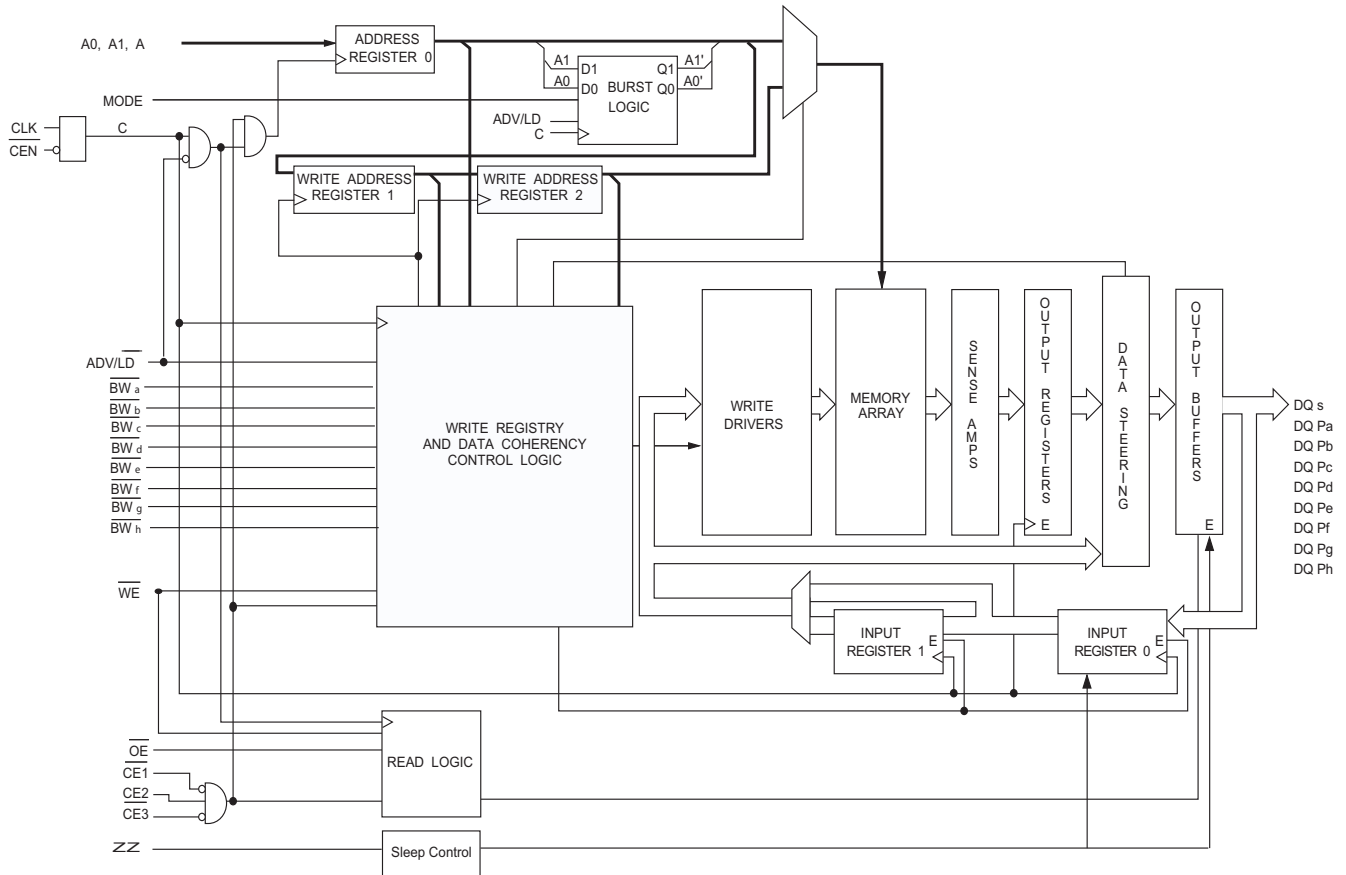 A0, A1, A
ADDRESS
REGISTER 0
A1
A0
D1
D0
BURST
LOGIC
Q1
Q0
A1'
A0'
MODE
ADV/LD
C
CLK
C
CEN
WRITE ADDRESS
REGISTER 1
WRITE ADDRESS
REGISTER 2
ADV/LD
BW a
BW b
BW c
BW d
BW e
BW f
BW g
BW h
WE
WRITE REGISTRY
AND DATA COHERENCY
CONTROL LOGIC
WRITE
DRIVERS
MEMORY
ARRAY
SENSE AMPS
OUTPUT REGISTERS
E
DATA STEERING
OUTPUT BUFFERS
E
DQ s
DQ Pa
DQ Pb
DQ Pc
DQ Pd
DQ Pe
DQ Pf
DQ Pg
DQ Ph
INPUT
REGISTER 1
E
INPUT
REGISTER 0
E
OE
CE1
CE2
CE3
READ LOGIC
ZZ
Sleep Control